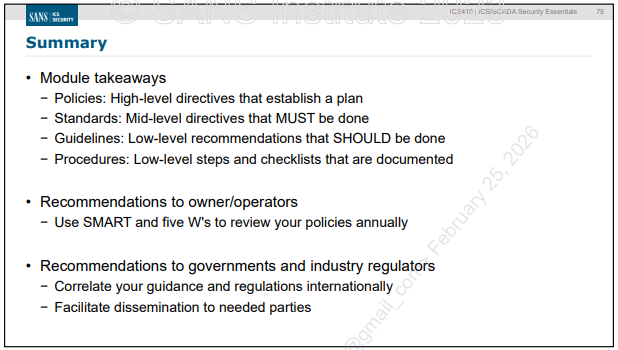 © SANS Institute 2026
SANS ICS SECURITY
ICS410 | ICS/SCADA Security Essentials 75
Summary
• Module takeaways
– Policies: High-level directives that establish a plan
– Standards: Mid-level directives that MUST be done
– Guidelines: Low-level recommendations that SHOULD be done
– Procedures: Low-level steps and checklists that are documented
• Recommendations to owner/operators
– Use SMART and five W's to review your policies annually
• Recommendations to governments and industry regulators
– Correlate your guidance and regulations internationally
– Facilitate dissemination to needed parties
@gmail_com> February 25, 2026